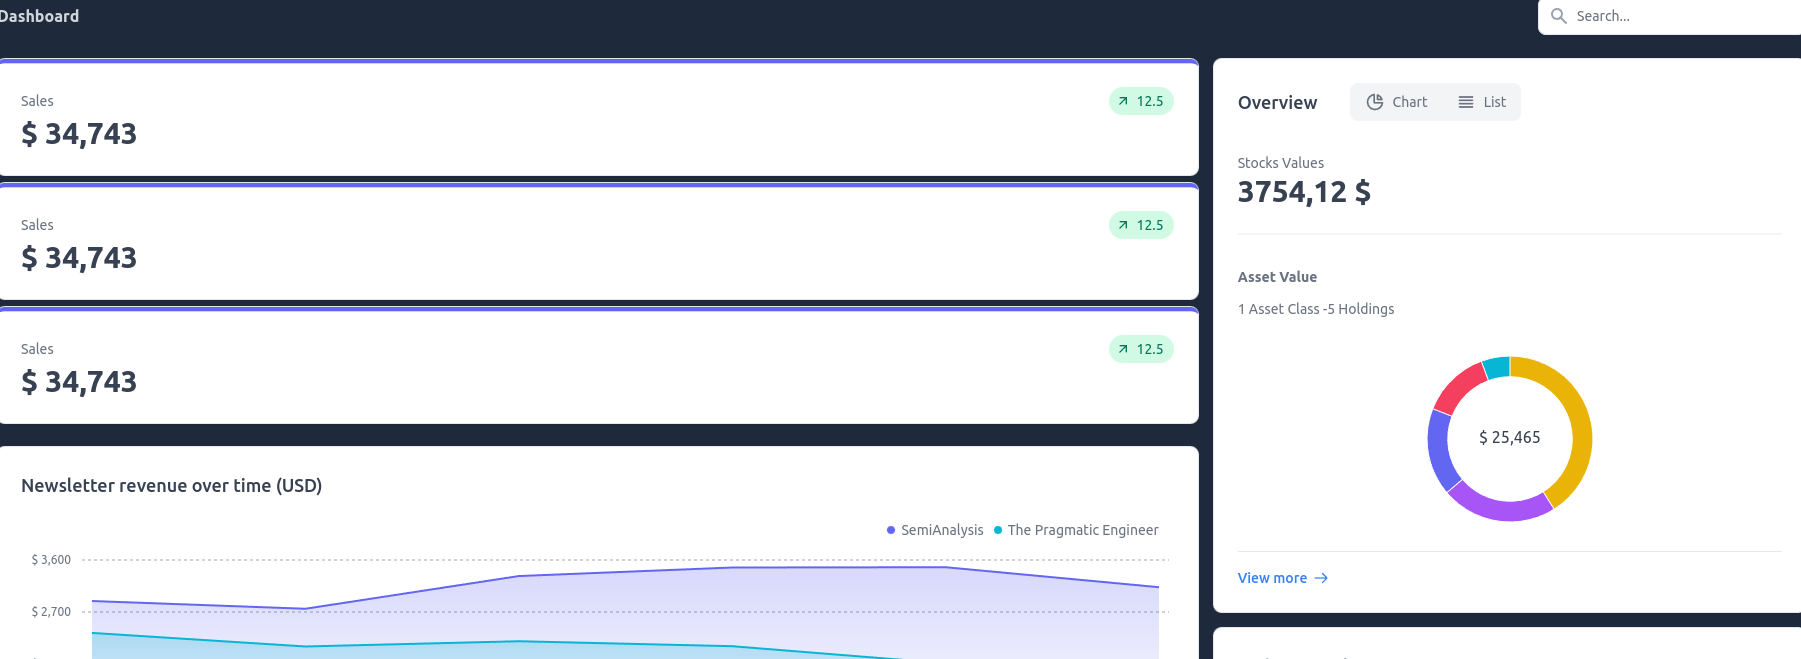 Dashboard
Search...
Sales
12.5
$ 34,743
Sales
12.5
$ 34,743
Sales
12.5
$ 34,743
Newsletter revenue over time (USD)
SemiAnalysis
The Pragmatic Engineer
$ 3,600
$ 2,700
Overview
Chart
List
Stocks Values
3754,12 $
Asset Value
1 Asset Class -5 Holdings
$ 25,465
View more